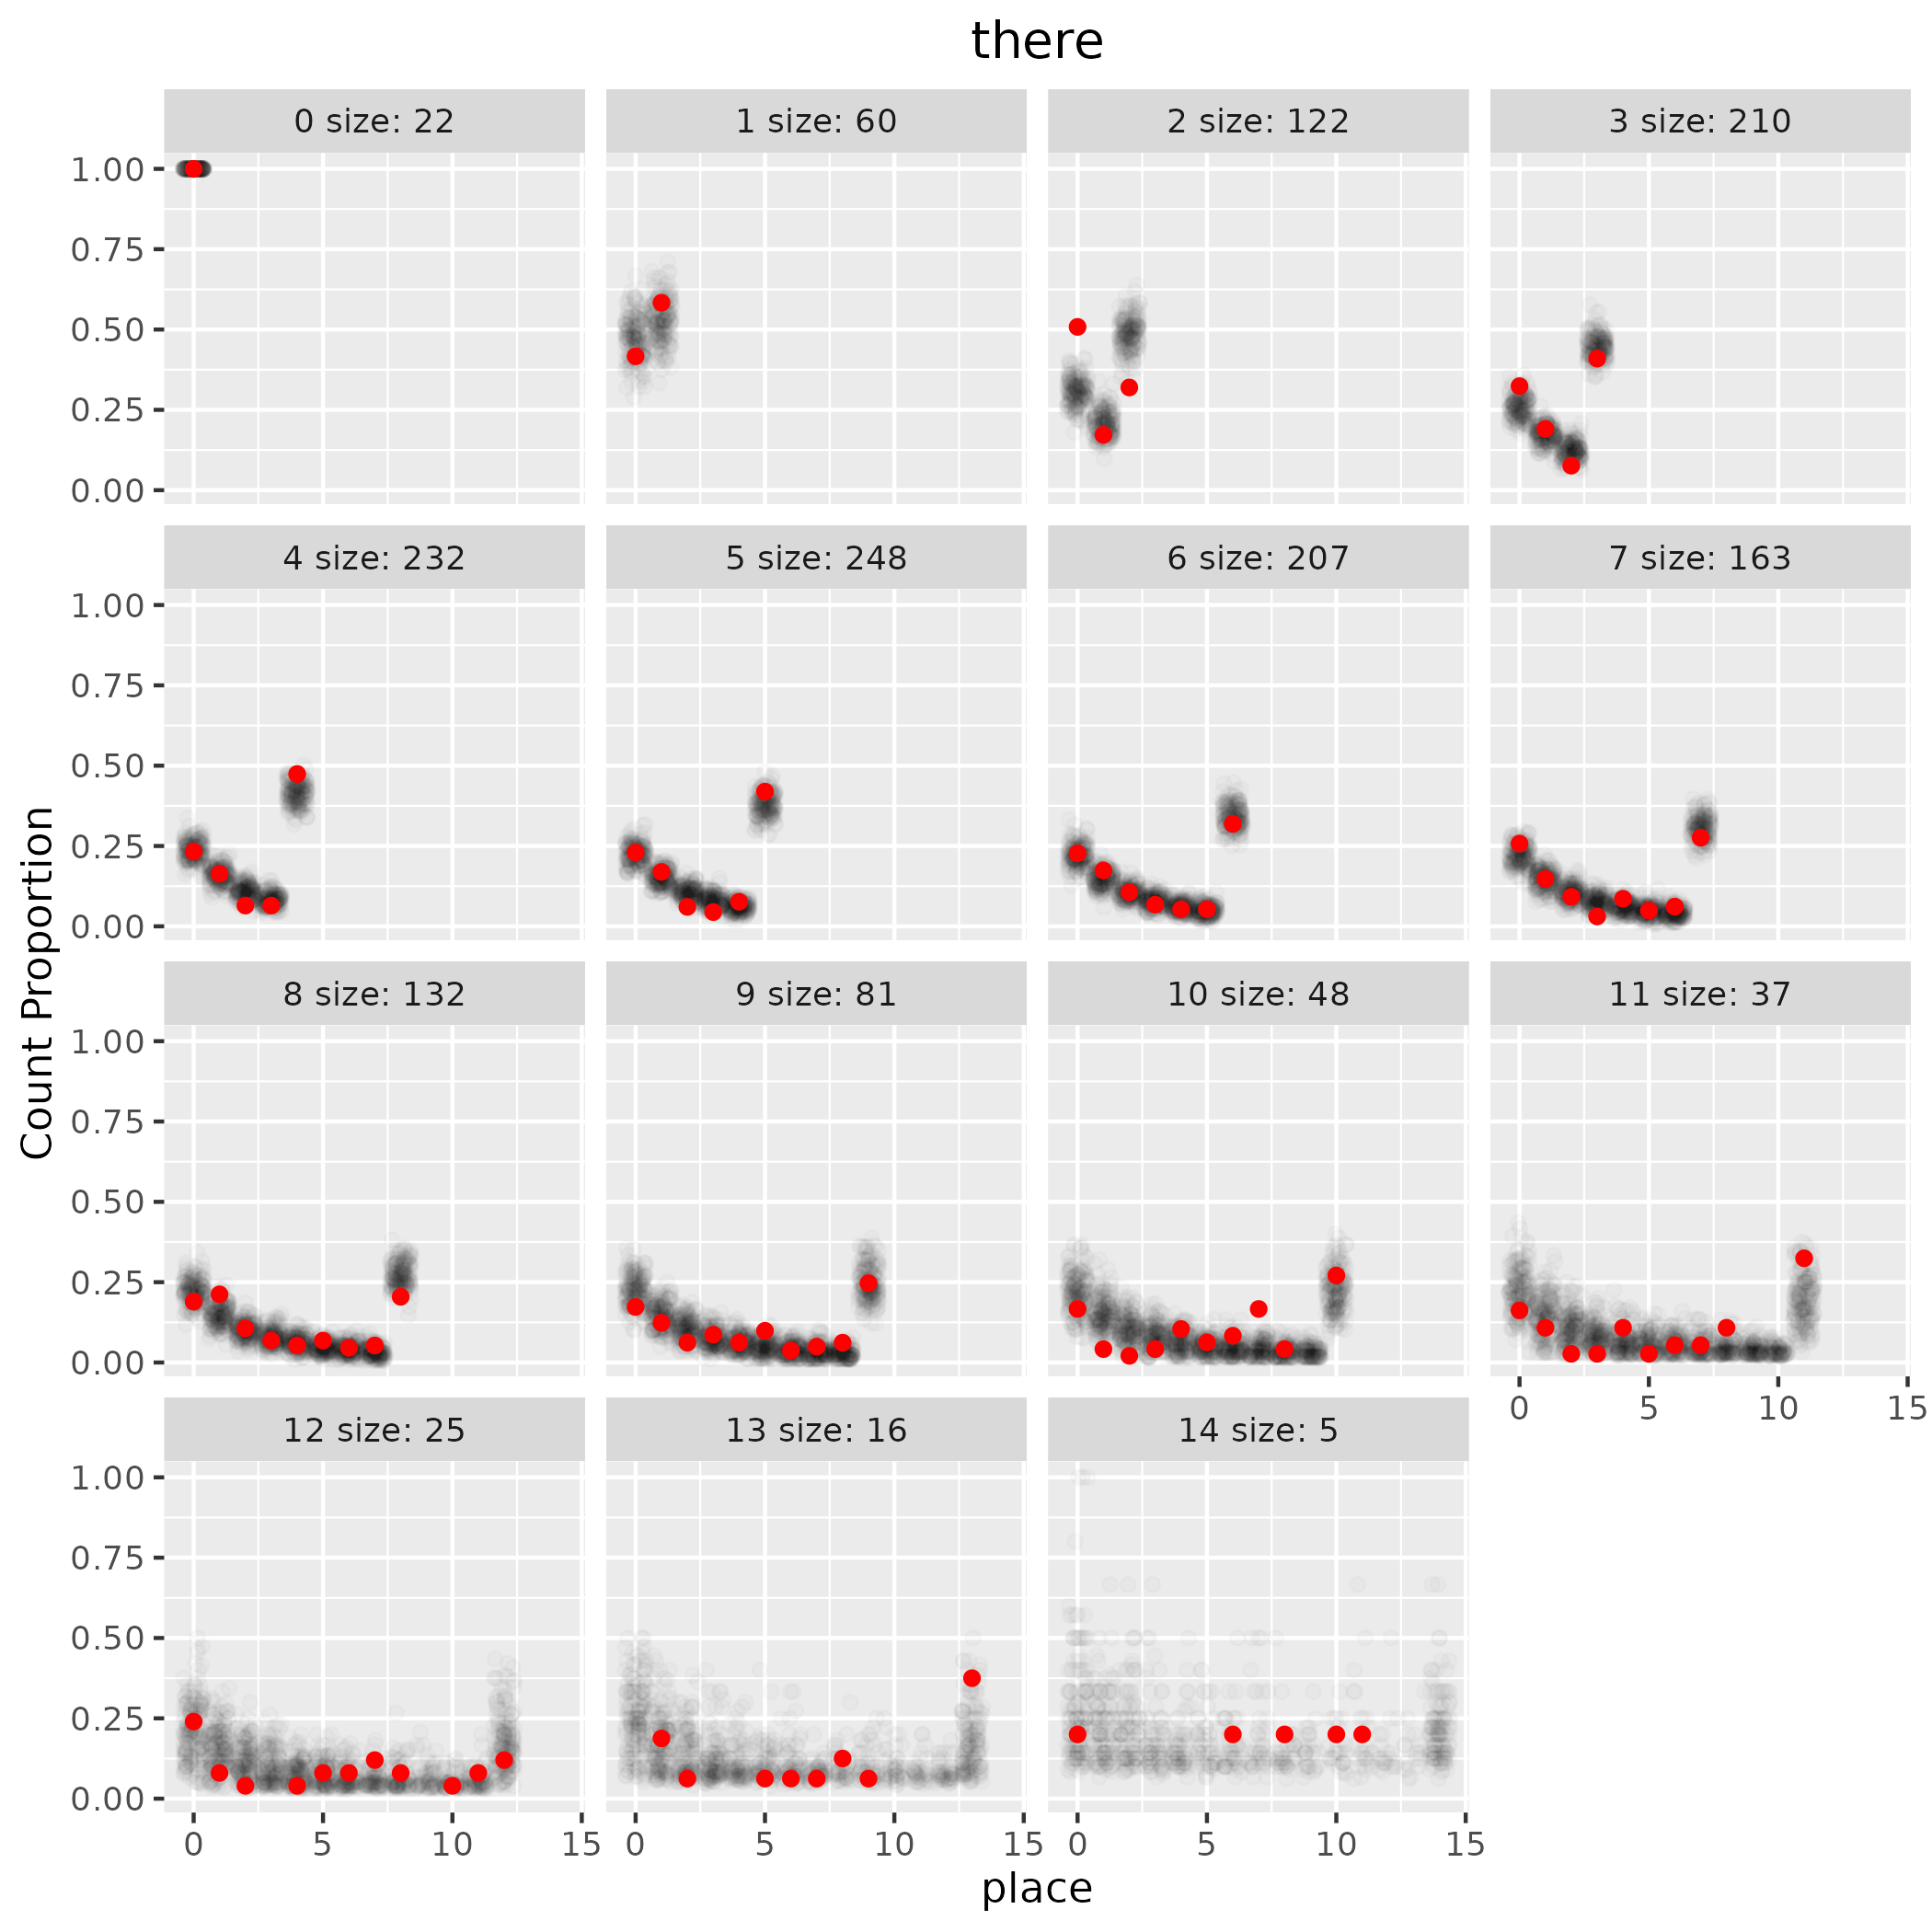 there
0 size: 22
1 size: 60
2 size: 122
3 size: 210
1.00
0.75
0.50
0.25
0.00
4 size: 232
5 size: 248
6 size: 207
7 size: 163
1.00
0.75
0.50
0.25
0.00
Count Proportion
8 size: 132
9 size: 81
10 size: 48
11 size: 37
1.00
0.75
0.50
0.25
0.00
0 5 10 15
12 size: 25
13 size: 16
14 size: 5
1.00
0.75
0.50
0.25
0.00
0 5 10 15
0 5 10 15
0 5 10 15
place